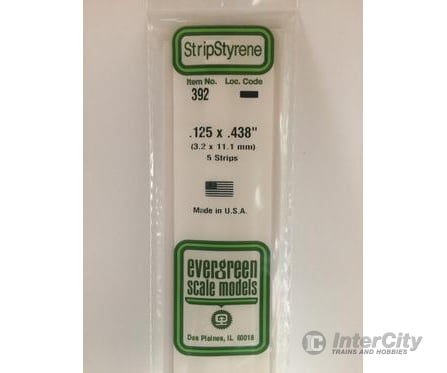 StripStyrene
Item No. Loc. Code
392
.125 x .438"
(3.2 x 11.1 mm)
5 Strips
Made in U.S.A.
evergreen
scale models
Des Plaines, IL 60018
InterCity
TRAINS AND HOBBIES